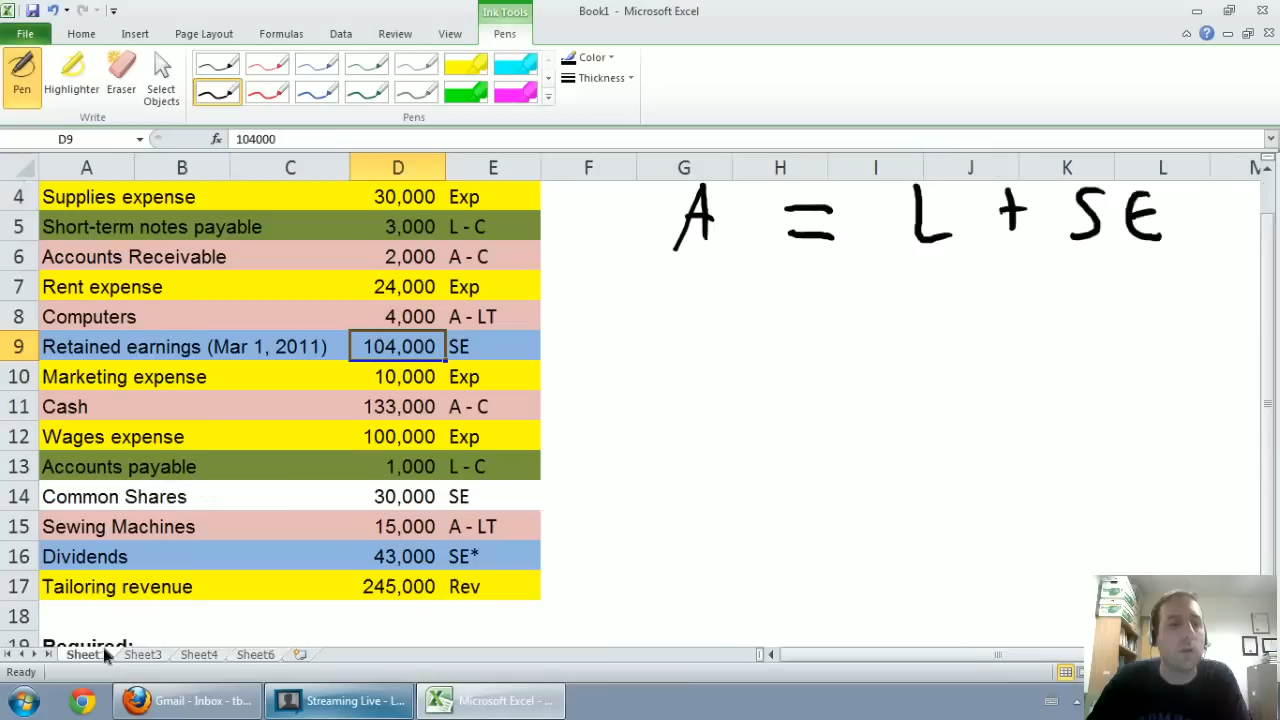 Ink Tools
Book1 - Microsoft Excel
File Home Insert Page Layout Formulas Data Review View Pens
Pen Highlighter Eraser Select Objects
Color
Thickness
Write Pens
D9 fx 104000
A B C D E F G H I J K L M
A = L + SE
4 Supplies expense 30,000 Exp
5 Short-term notes payable 3,000 L - C
6 Accounts Receivable 2,000 A - C
7 Rent expense 24,000 Exp
8 Computers 4,000 A - LT
9 Retained earnings (Mar 1, 2011) 104,000 SE
10 Marketing expense 10,000 Exp
11 Cash 133,000 A - C
12 Wages expense 100,000 Exp
13 Accounts payable 1,000 L - C
14 Common Shares 30,000 SE
15 Sewing Machines 15,000 A - LT
16 Dividends 43,000 SE*
17 Tailoring revenue 245,000 Rev
18
19 Required:
Sheet Sheet3 Sheet4 Sheet6
Ready
Gmail - Inbox - tb... Streaming Live - L... Microsoft Excel - ...